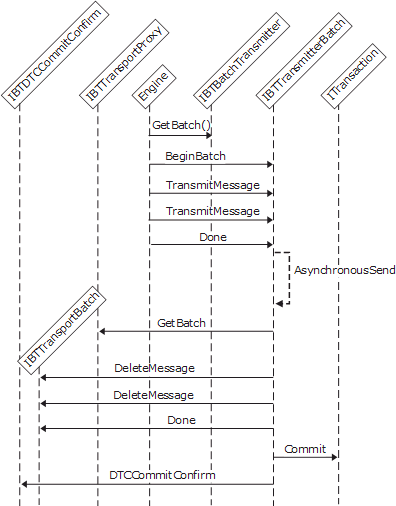 IBTDTCCommitConfirm
IBTTransportProxy
Engine
IBTBatchTransmitter
IBTTransmitterBatch
ITransaction
GetBatch()
BeginBatch
TransmitMessage
TransmitMessage
Done
AsynchronousSend
GetBatch
IBTTransportBatch
DeleteMessage
DeleteMessage
Done
Commit
DTCCommitConfirm